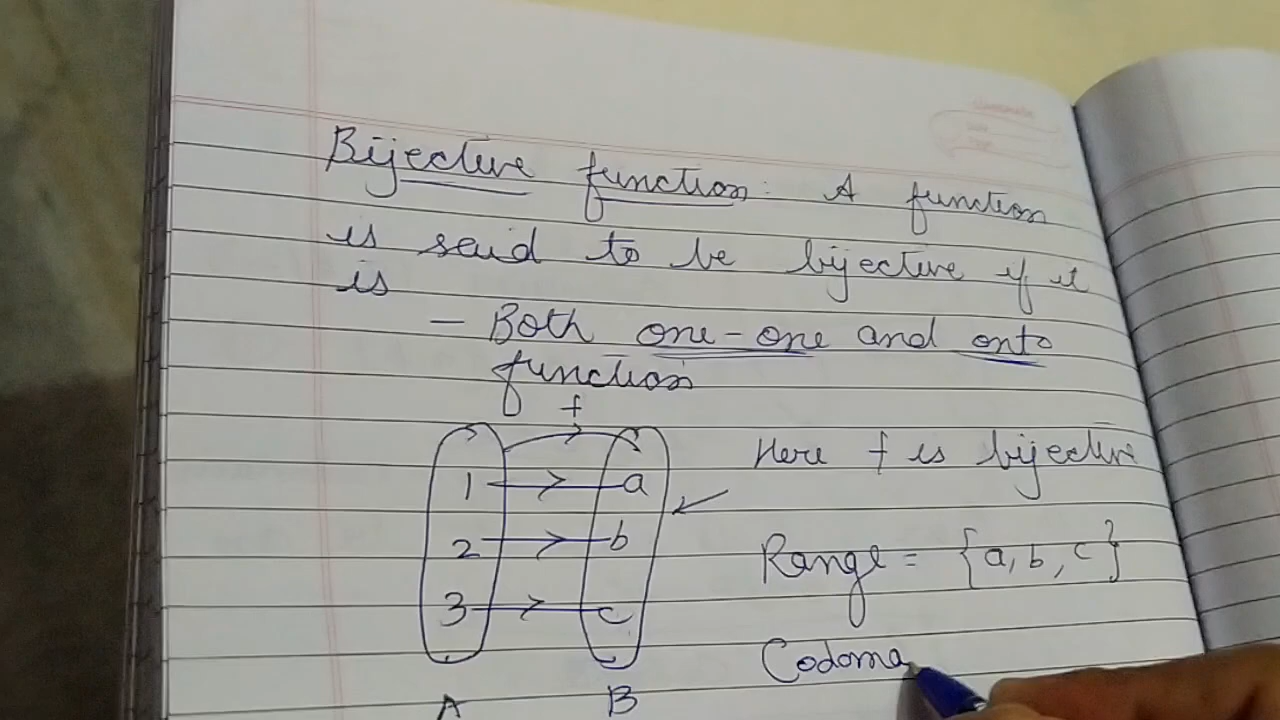 Bijective function: A function
is said to be bijective if it
is
- Both one-one and onto
function
f
1 a
2 b
3 c
A B
Here f is bijective
Range = {a, b, c}
Codoma